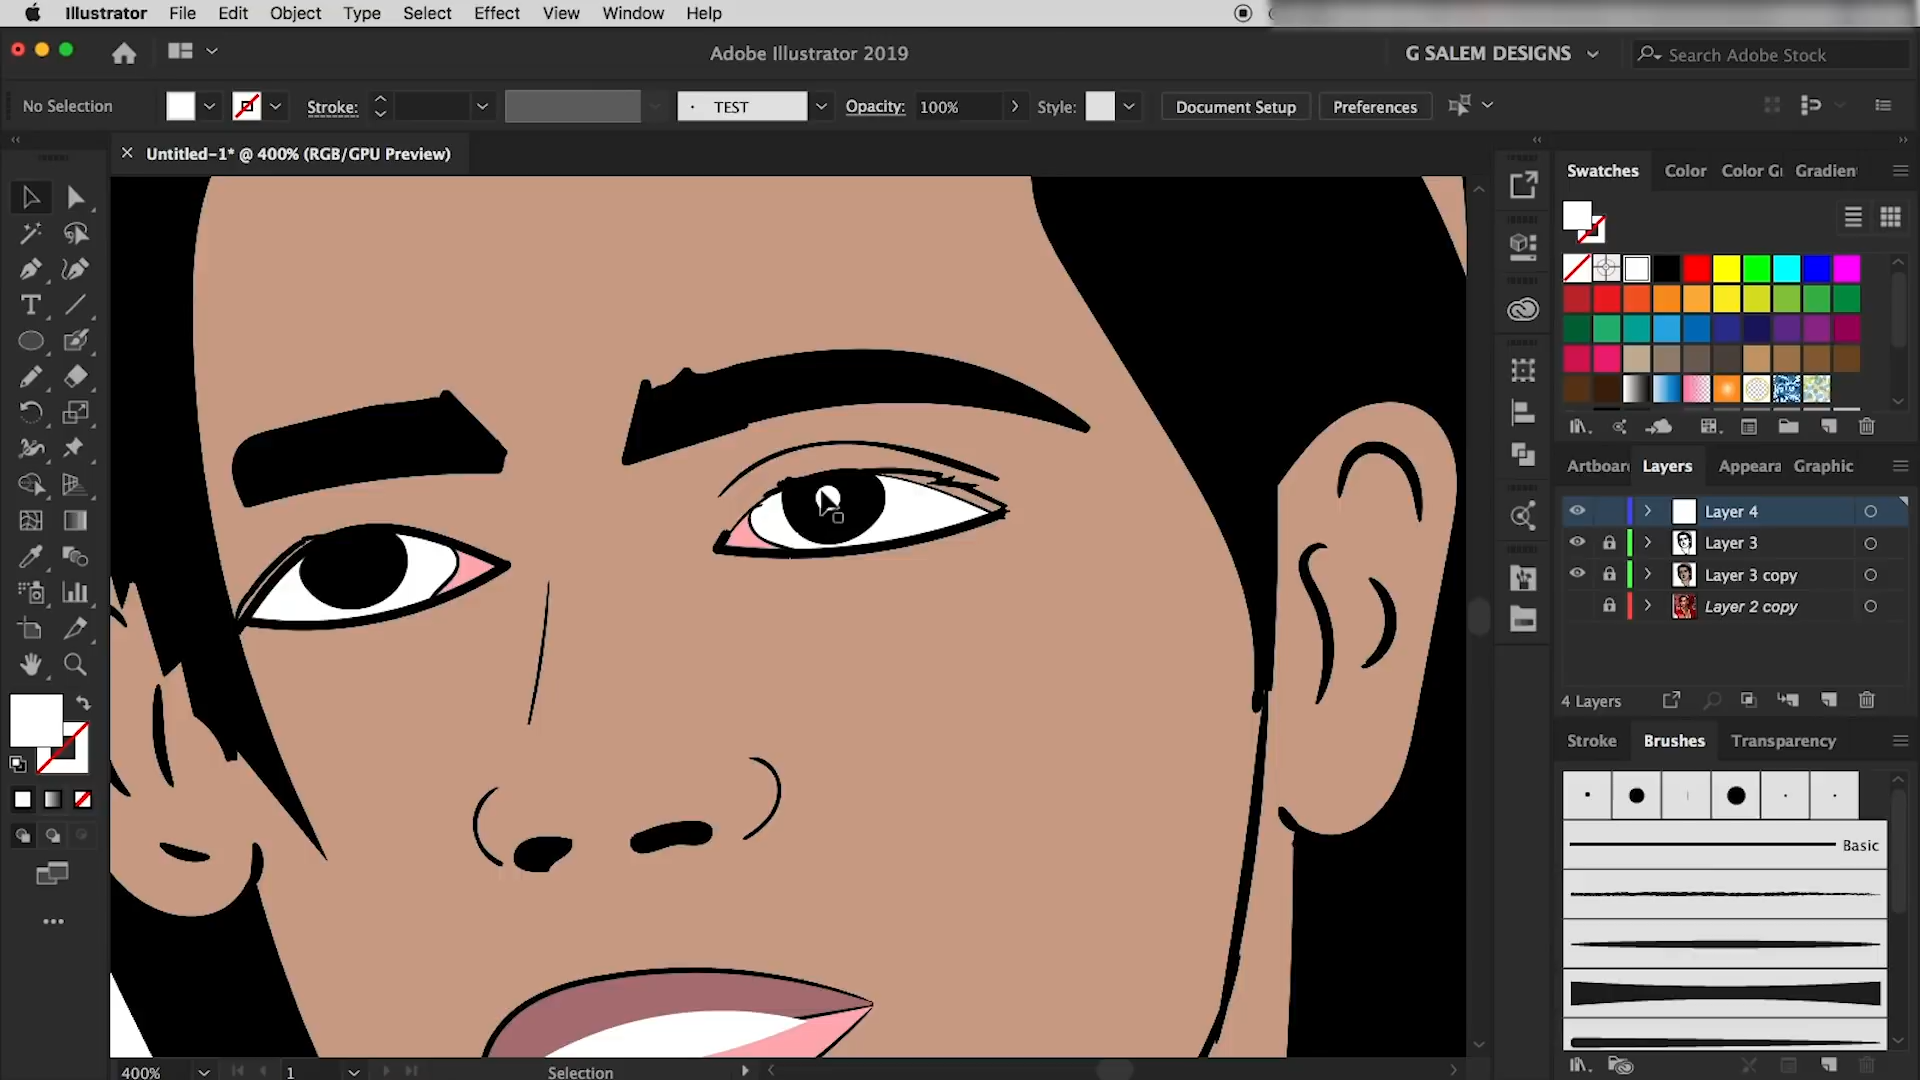 Illustrator File Edit Object Type Select Effect View Window Help
Adobe Illustrator 2019
G SALEM DESIGNS
Search Adobe Stock
No Selection
Stroke:
TEST
Opacity: 100%
Style:
Document Setup
Preferences
Untitled-1* @ 400% (RGB/GPU Preview)
Swatches Color Color Gr Gradien
Artboar Layers Appeara Graphic
Layer 4
Layer 3
Layer 3 copy
Layer 2 copy
4 Layers
Stroke Brushes Transparency
Basic
400%
1
Selection